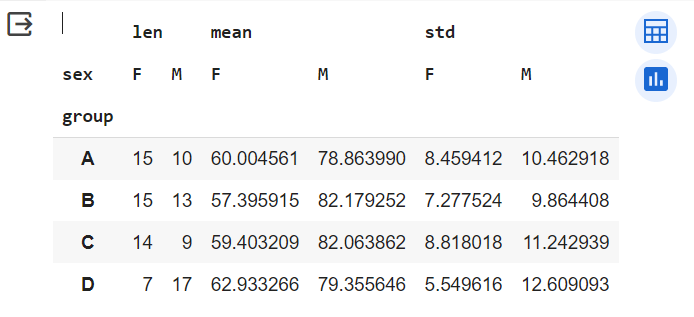 len mean std
sex F M F M F M
group
A 15 10 60.004561 78.863990 8.459412 10.462918
B 15 13 57.395915 82.179252 7.277524 9.864408
C 14 9 59.403209 82.063862 8.818018 11.242939
D 7 17 62.933266 79.355646 5.549616 12.609093